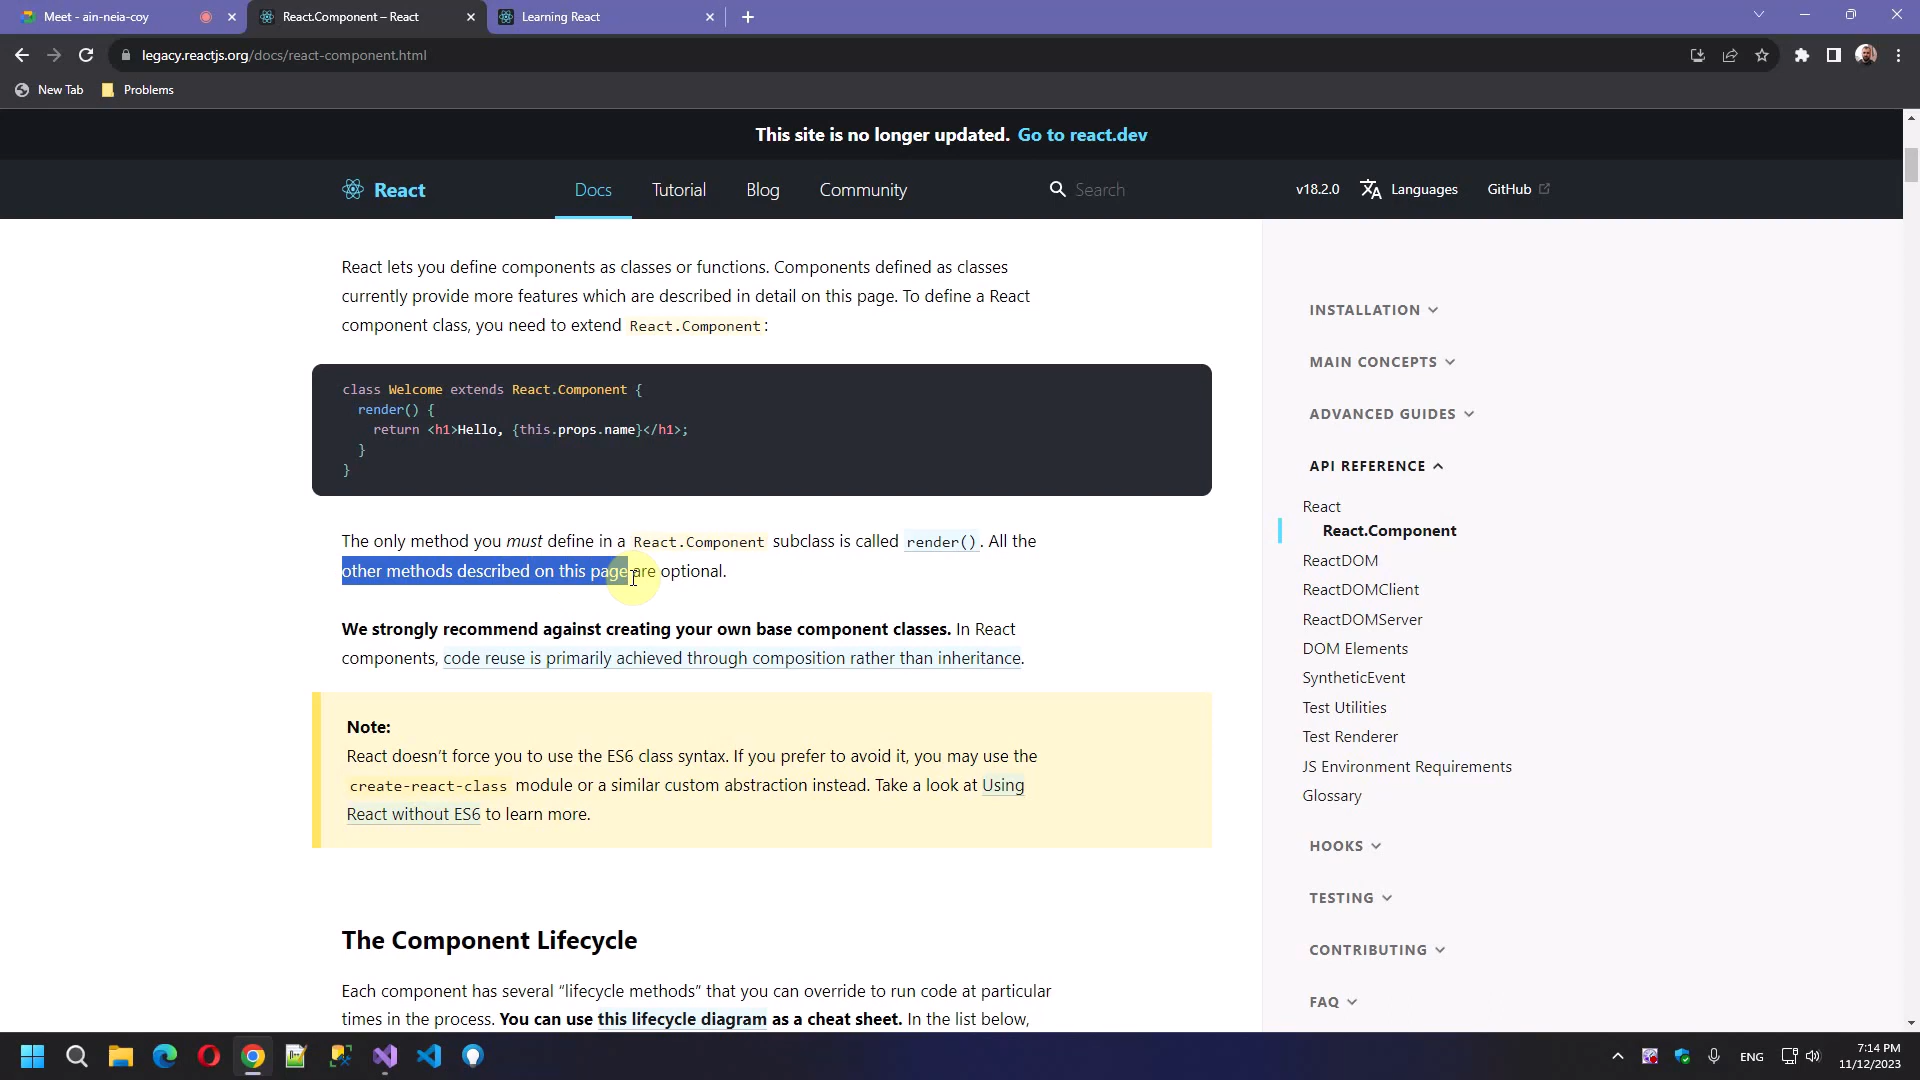 Meet - ain-neia-coy
React.Component – React
Learning React
legacy.reactjs.org/docs/react-component.html
New Tab
Problems
This site is no longer updated. Go to react.dev
React
Docs
Tutorial
Blog
Community
Search
v18.2.0
Languages
GitHub
React lets you define components as classes or functions. Components defined as classes
currently provide more features which are described in detail on this page. To define a React
component class, you need to extend React.Component:
class Welcome extends React.Component {
render() {
return <h1>Hello, {this.props.name}</h1>;
}
}
The only method you must define in a React.Component subclass is called render(). All the
other methods described on this page are optional.
We strongly recommend against creating your own base component classes. In React
components, code reuse is primarily achieved through composition rather than inheritance.
Note:
React doesn’t force you to use the ES6 class syntax. If you prefer to avoid it, you may use the
create-react-class module or a similar custom abstraction instead. Take a look at Using
React without ES6 to learn more.
The Component Lifecycle
Each component has several “lifecycle methods” that you can override to run code at particular
times in the process. You can use this lifecycle diagram as a cheat sheet. In the list below,
INSTALLATION
MAIN CONCEPTS
ADVANCED GUIDES
API REFERENCE
React
React.Component
ReactDOM
ReactDOMClient
ReactDOMServer
DOM Elements
SyntheticEvent
Test Utilities
Test Renderer
JS Environment Requirements
Glossary
HOOKS
TESTING
CONTRIBUTING
FAQ
ENG
7:14 PM
11/12/2023